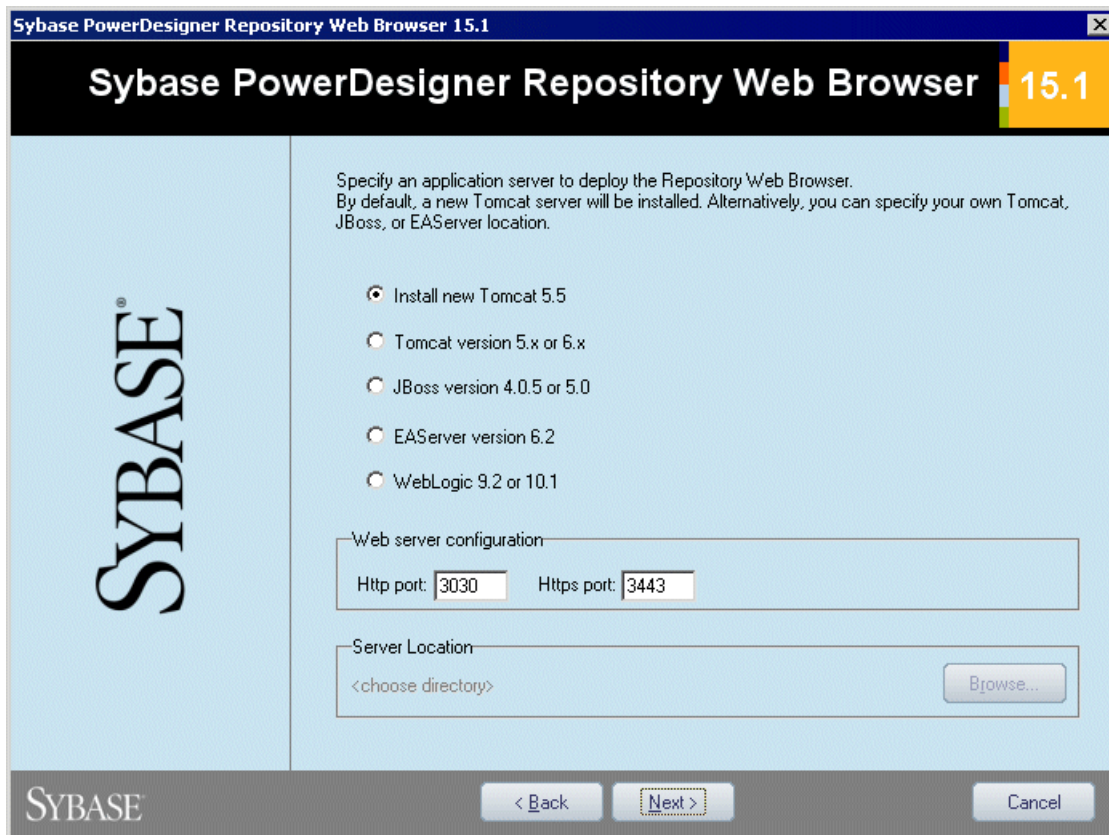 Sybase PowerDesigner Repository Web Browser 15.1
Sybase PowerDesigner Repository Web Browser
15.1
Specify an application server to deploy the Repository Web Browser.
By default, a new Tomcat server will be installed. Alternatively, you can specify your own Tomcat,
JBoss, or EAServer location.
Install new Tomcat 5.5
Tomcat version 5.x or 6.x
JBoss version 4.0.5 or 5.0
EAServer version 6.2
WebLogic 9.2 or 10.1
SYBASE®
Web server configuration
Http port: 3030 Https port: 3443
Server Location
<choose directory> Browse...
SYBASE
< Back Next > Cancel